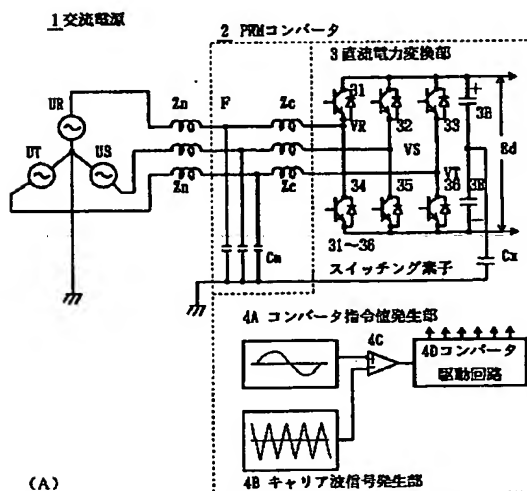 1 交流電源
2 PRMコンバータ
3 直流電力変換部
UR
UT
US
Zn
F
Zc
Zn
Zc
31
32
33
VR
VS
VT
34
35
36
31～36
スイッチング素子
+
3B
3B
−
Ed
Cm
Cx
4A コンバータ指令値発生部
4C
+
−
4Dコンバータ
駆動回路
4B キャリア波信号発生部
(A)